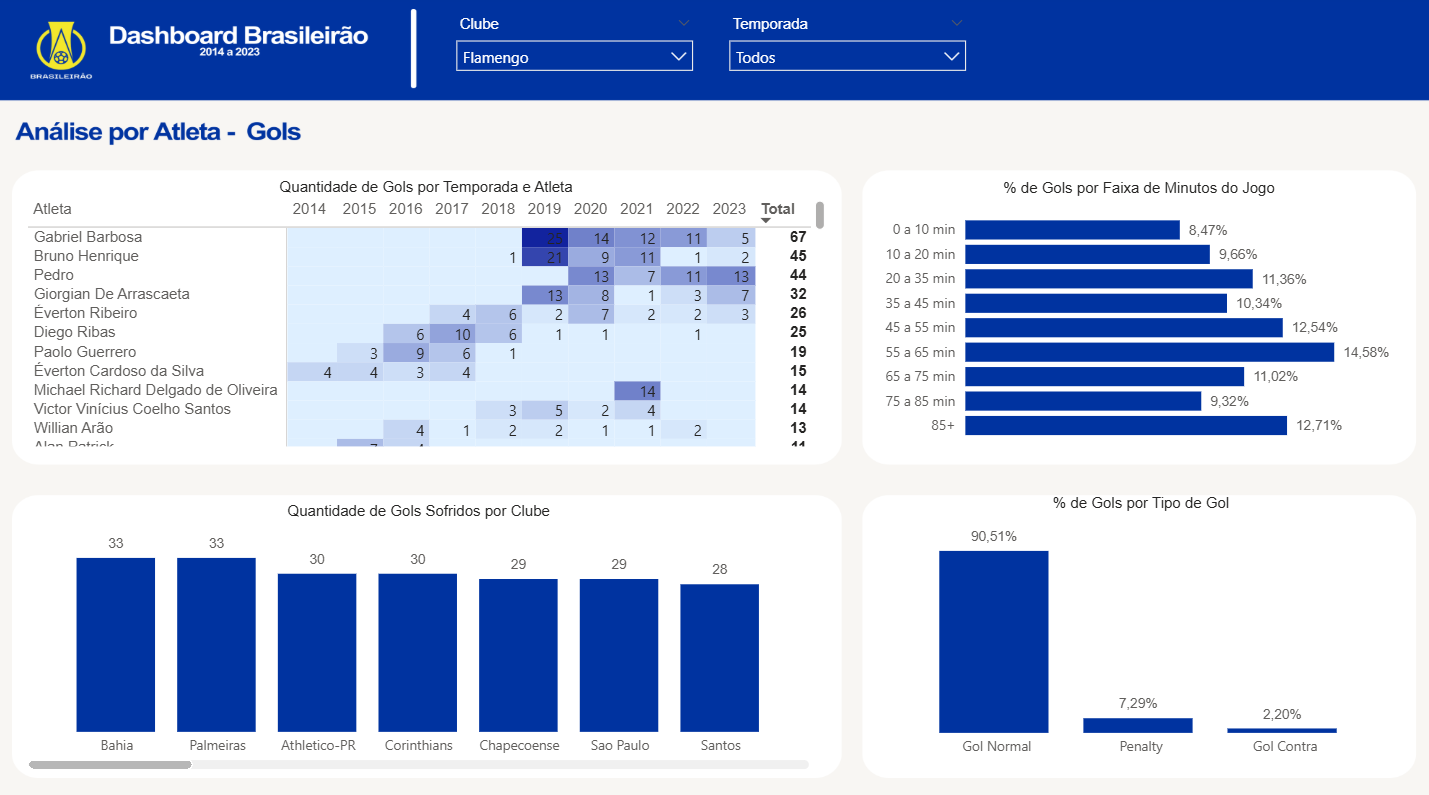 BRASILEIRÃO
Dashboard Brasileirão
2014 a 2023
Clube
Flamengo
Temporada
Todos
Análise por Atleta - Gols
Quantidade de Gols por Temporada e Atleta
Atleta 2014 2015 2016 2017 2018 2019 2020 2021 2022 2023 Total
Gabriel Barbosa 25 14 12 11 5 67
Bruno Henrique 1 21 9 11 1 2 45
Pedro 13 7 11 13 44
Giorgian De Arrascaeta 13 8 1 3 7 32
Éverton Ribeiro 4 6 2 7 2 2 3 26
Diego Ribas 6 10 6 1 1 1 25
Paolo Guerrero 3 9 6 1 19
Éverton Cardoso da Silva 4 4 3 4 15
Michael Richard Delgado de Oliveira 14 14
Victor Vinícius Coelho Santos 3 5 2 4 14
Willian Arão 4 1 2 2 1 1 2 13
Alan Patrick 7 4 11
% de Gols por Faixa de Minutos do Jogo
0 a 10 min 8,47%
10 a 20 min 9,66%
20 a 35 min 11,36%
35 a 45 min 10,34%
45 a 55 min 12,54%
55 a 65 min 14,58%
65 a 75 min 11,02%
75 a 85 min 9,32%
85+ 12,71%
Quantidade de Gols Sofridos por Clube
33 33 30 30 29 29 28
Bahia Palmeiras Athletico-PR Corinthians Chapecoense Sao Paulo Santos
% de Gols por Tipo de Gol
90,51%
7,29%
2,20%
Gol Normal Penalty Gol Contra